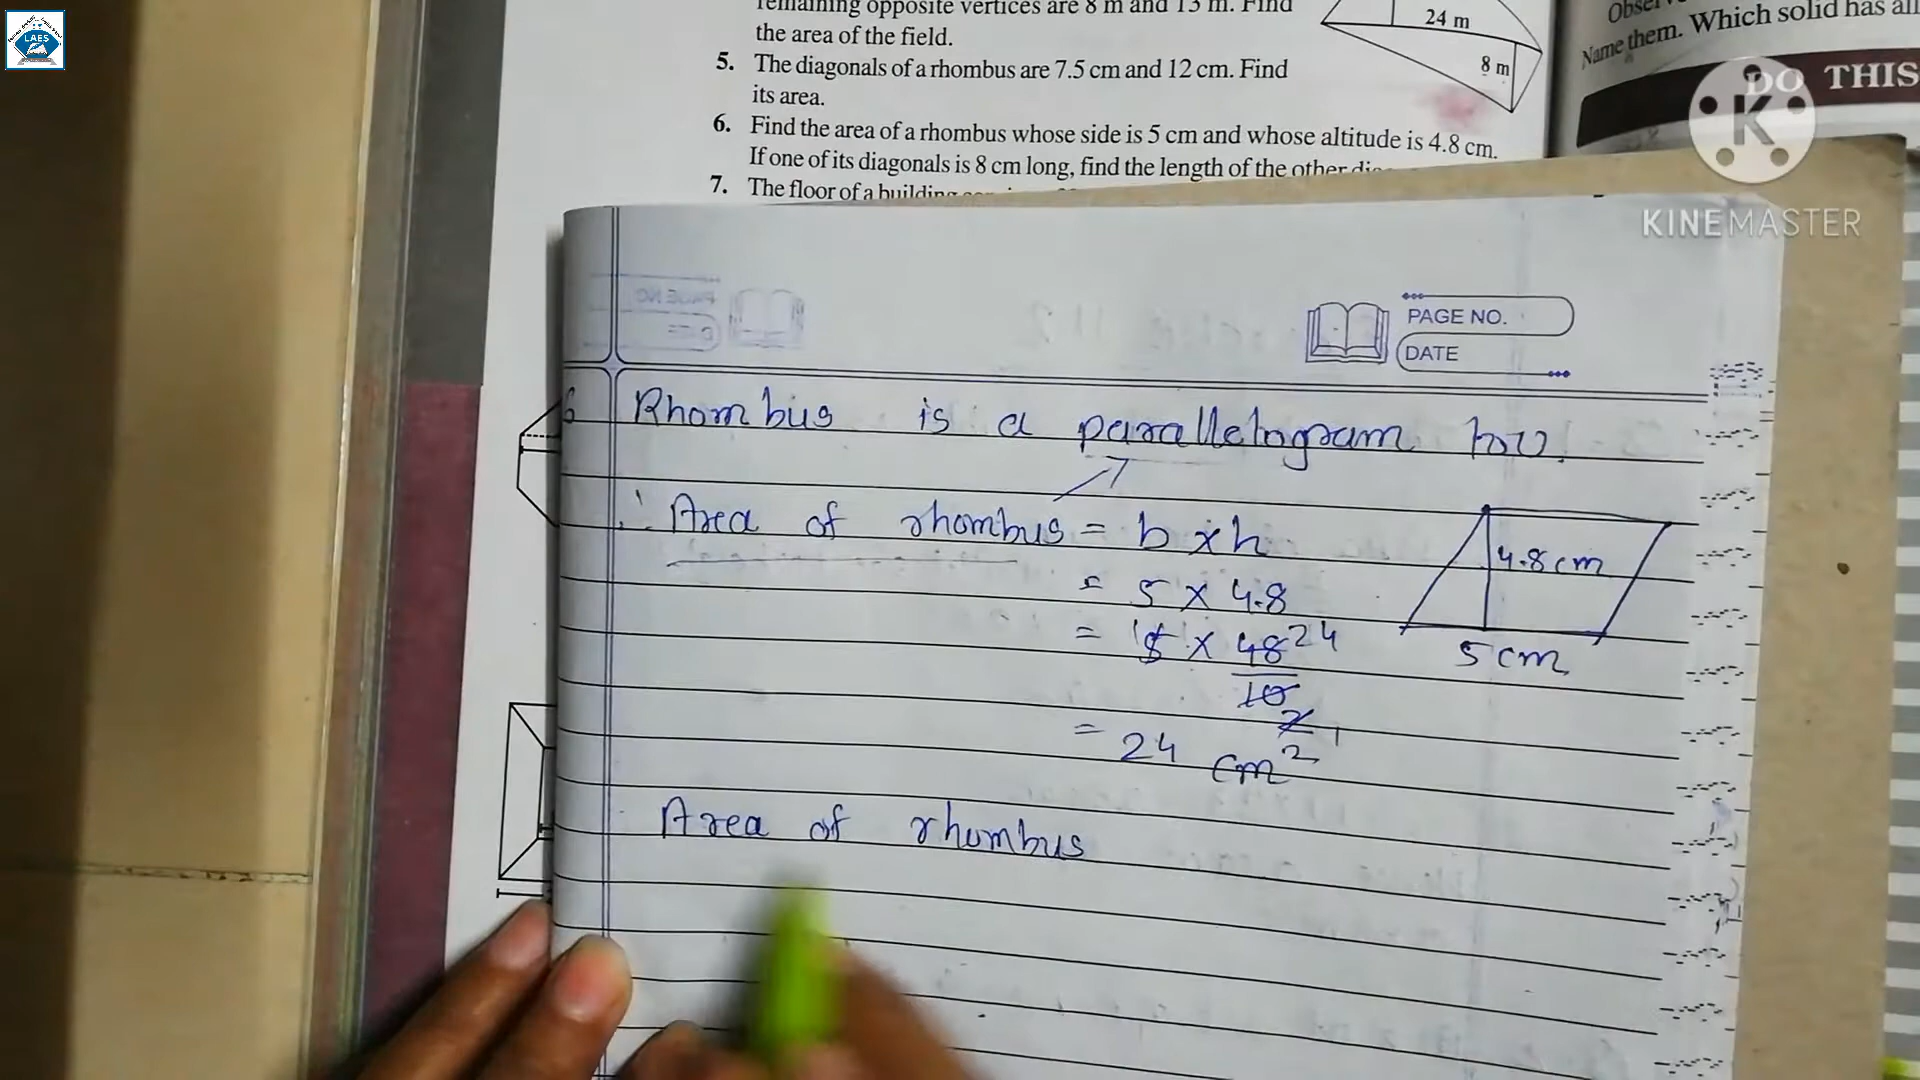 LAES
remaining opposite vertices are 8 m and 13 m. Find
the area of the field.
24 m
8 m
5. The diagonals of a rhombus are 7.5 cm and 12 cm. Find
its area.
6. Find the area of a rhombus whose side is 5 cm and whose altitude is 4.8 cm.
If one of its diagonals is 8 cm long, find the length of the other
7. The floor of a building
Name them. Which solid has all
DO THIS
K
KINEMASTER
PAGE NO.
DATE
6 Rhombus is a parallelogram too.
∴ Area of rhombus = b × h
= 5 × 4.8
= 5 1 × 48 24
10
2 1
= 24 cm²
4.8 cm
5 cm
Area of rhombus